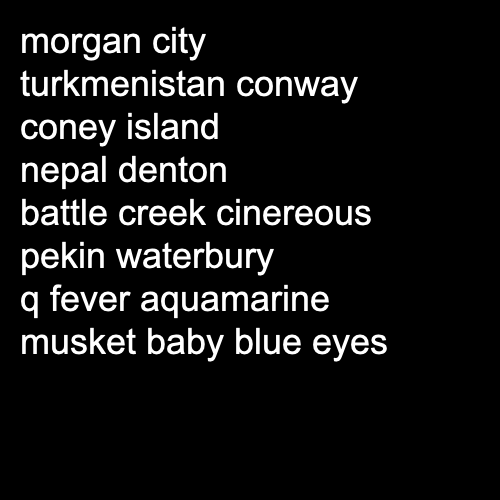 morgan city
turkmenistan conway
coney island
nepal denton
battle creek cinereous
pekin waterbury
q fever aquamarine
musket baby blue eyes